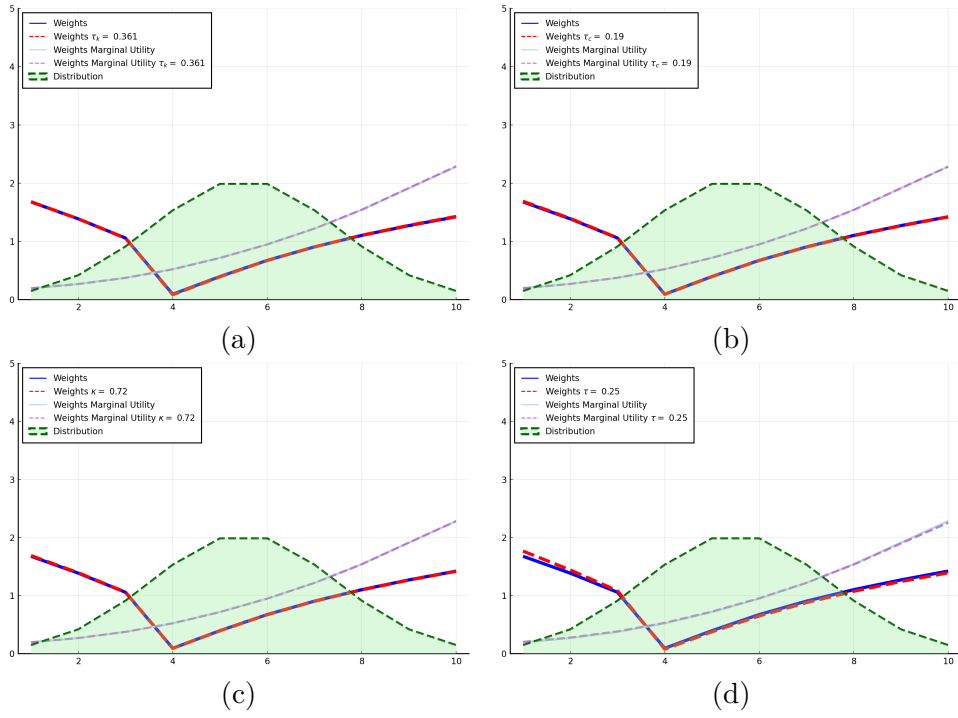 5
4
3
2
1
0
2
4
6
8
10
Weights
Weights τk = 0.361
Weights Marginal Utility
Weights Marginal Utility τk = 0.361
Distribution
(a)
5
4
3
2
1
0
2
4
6
8
10
Weights
Weights τc = 0.19
Weights Marginal Utility
Weights Marginal Utility τc = 0.19
Distribution
(b)
5
4
3
2
1
0
2
4
6
8
10
Weights
Weights κ = 0.72
Weights Marginal Utility
Weights Marginal Utility κ = 0.72
Distribution
(c)
5
4
3
2
1
0
2
4
6
8
10
Weights
Weights τ = 0.25
Weights Marginal Utility
Weights Marginal Utility τ = 0.25
Distribution
(d)